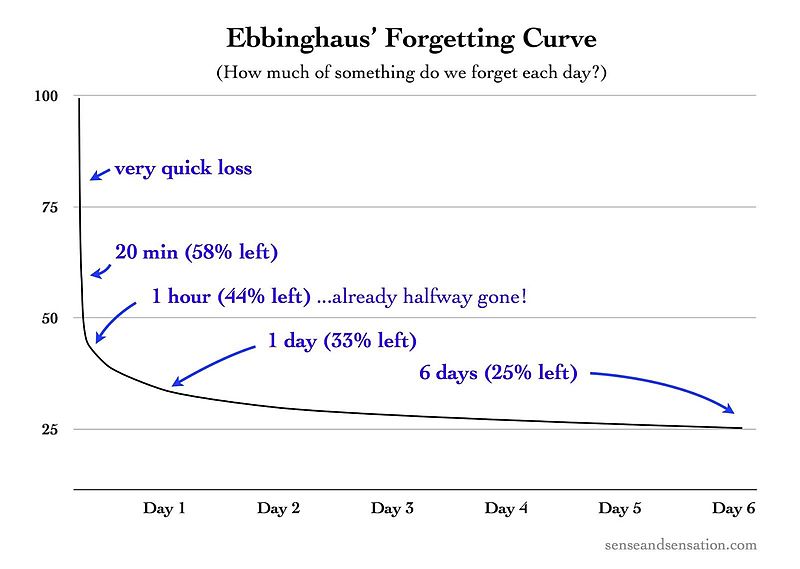 Ebbinghaus’ Forgetting Curve
(How much of something do we forget each day?)
100
very quick loss
75
20 min (58% left)
1 hour (44% left) ...already halfway gone!
50
1 day (33% left)
6 days (25% left)
25
Day 1 Day 2 Day 3 Day 4 Day 5 Day 6
senseandsensation.com